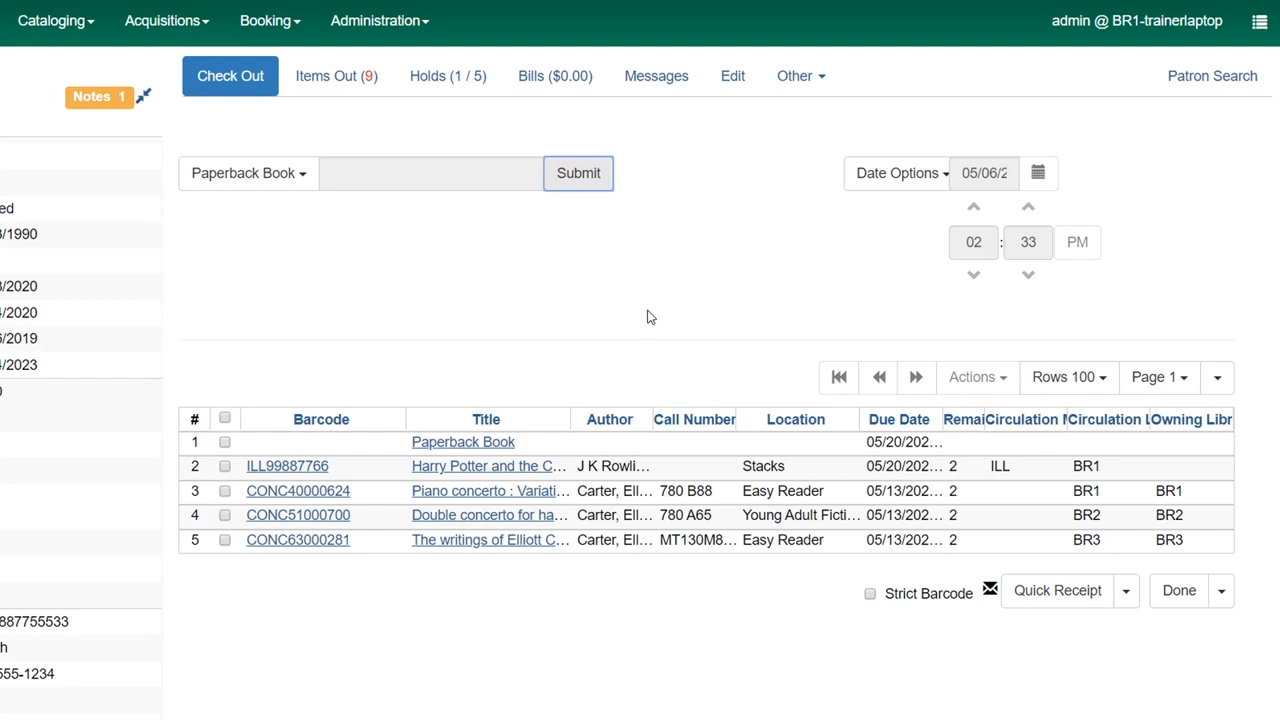 Cataloging Acquisitions Booking Administration admin @ BR1-trainerlaptop
Check Out Items Out (9) Holds (1 / 5) Bills ($0.00) Messages Edit Other Patron Search
Notes 1
Paperback Book Submit Date Options 05/06/2
ed
3/1990
02 : 33 PM
3/2020
4/2020
6/2019
4/2023
0
Actions Rows 100 Page 1
# Barcode Title Author Call Number Location Due Date Remai Circulation M Circulation L Owning Libr
1 Paperback Book 05/20/202...
2 ILL99887766 Harry Potter and the C... J K Rowli... Stacks 05/20/202... 2 ILL BR1
3 CONC40000624 Piano concerto : Variati... Carter, Ell... 780 B88 Easy Reader 05/13/202... 2 BR1 BR1
4 CONC51000700 Double concerto for ha... Carter, Ell... 780 A65 Young Adult Ficti... 05/13/202... 2 BR2 BR2
5 CONC63000281 The writings of Elliott C... Carter, Ell... MT130M8... Easy Reader 05/13/202... 2 BR3 BR3
Strict Barcode Quick Receipt Done
887755533
h
555-1234